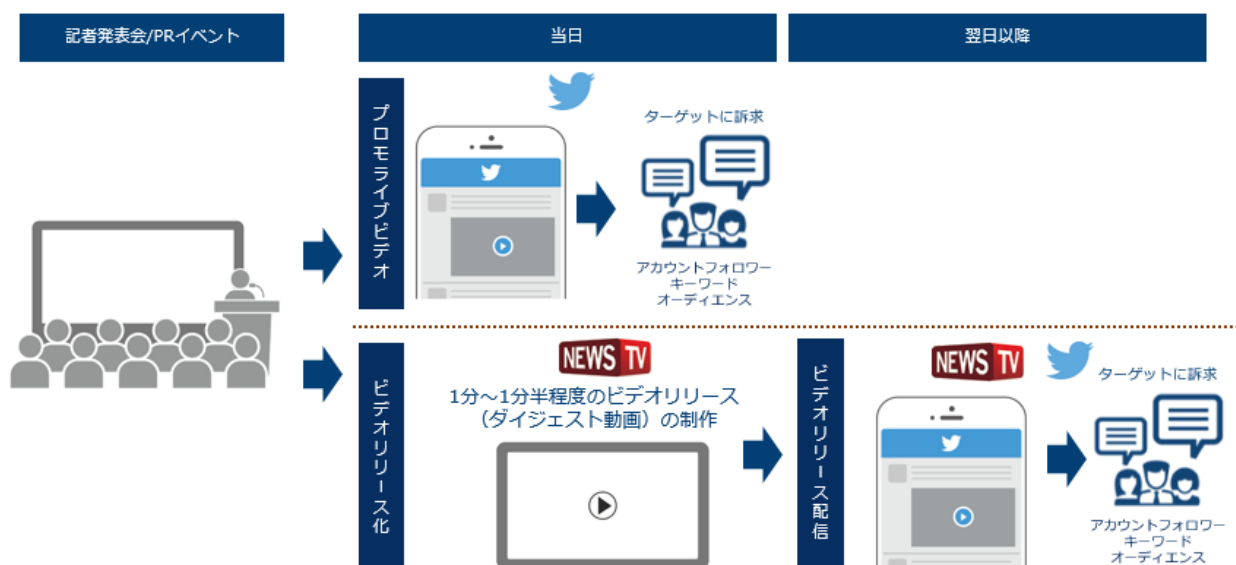 記者発表会/PRイベント
当日
翌日以降
プロモライブビデオ
ターゲットに訴求
アカウントフォロワー
キーワード
オーディエンス
ビデオリリース化
NEWS TV
1分～1分半程度のビデオリリース
（ダイジェスト動画）の制作
ビデオリリース配信
NEWS TV
ターゲットに訴求
アカウントフォロワー
キーワード
オーディエンス